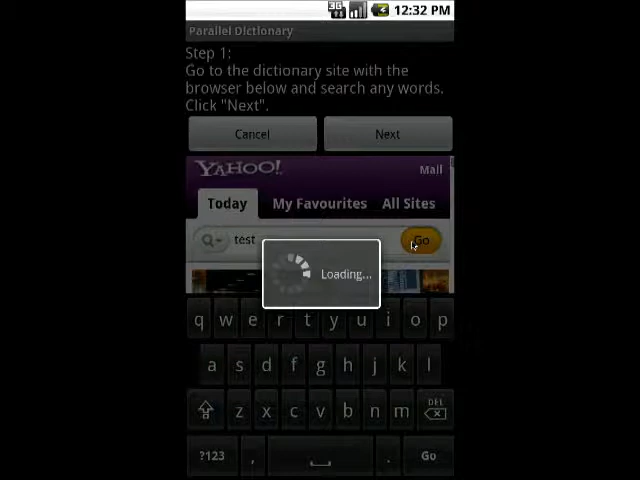 3G 12:32 PM
Parallel Dictionary
Step 1:
Go to the dictionary site with the
browser below and search any words.
Click "Next".
Cancel Next
YAHOO! Mail
Today My Favourites All Sites
test Go
Loading...
q w e r t y u i o p
a s d f g h j k l
z x c v b n m DEL
?123 , . Go